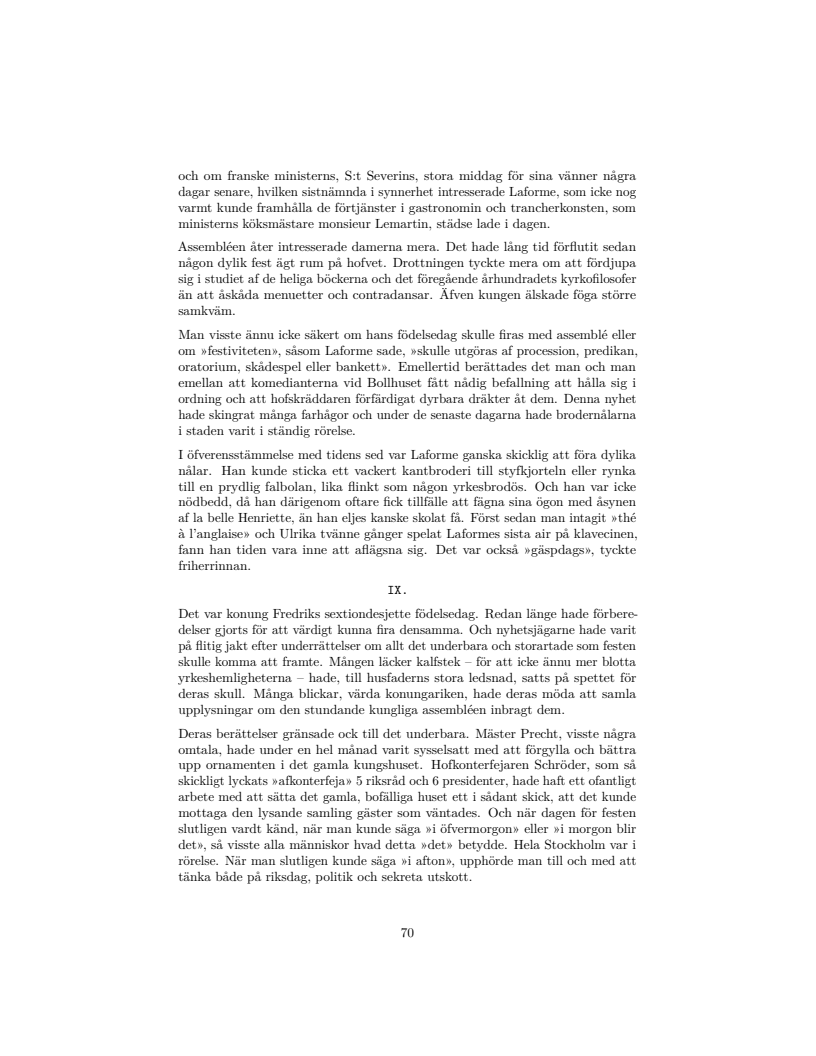 och om franske ministerns, S:t Severins, stora middag för sina vänner några
dagar senare, hvilken sistnämnda i synnerhet intresserade Laforme, som icke nog
varmt kunde framhålla de förtjänster i gastronomin och trancherkonsten, som
ministerns köksmästare monsieur Lemartin, städse lade i dagen.
Assembléen åter intresserade damerna mera. Det hade lång tid förflutit sedan
någon dylik fest ägt rum på hofvet. Drottningen tyckte mera om att fördjupa
sig i studiet af de heliga böckerna och det föregående århundradets kyrkofilosofer
än att åskåda menuetter och contradansar. Äfven kungen älskade föga större
samkväm.
Man visste ännu icke säkert om hans födelsedag skulle firas med assemblé eller
om »festiviteten», såsom Laforme sade, »skulle utgöras af procession, predikan,
oratorium, skådespel eller bankett». Emellertid berättades det man och man
emellan att komedianterna vid Bollhuset fått nådig befallning att hålla sig i
ordning och att hofskräddaren förfärdigat dyrbara dräkter åt dem. Denna nyhet
hade skingrat många farhågor och under de senaste dagarna hade brodernålarna
i staden varit i ständig rörelse.
I öfverensstämmelse med tidens sed var Laforme ganska skicklig att föra dylika
nålar. Han kunde sticka ett vackert kantbroderi till styfkjorteln eller rynka
till en prydlig falbolan, lika flinkt som någon yrkesbrodös. Och han var icke
nödbedd, då han därigenom oftare fick tillfälle att fägna sina ögon med åsynen
af la belle Henriette, än han eljes kanske skolat få. Först sedan man intagit »thé
à l'anglaise» och Ulrika tvänne gånger spelat Laformes sista air på klavecinen,
fann han tiden vara inne att aflägsna sig. Det var också »gäspdags», tyckte
friherrinnan.
IX.
Det var konung Fredriks sextiondesjette födelsedag. Redan länge hade förbere-
delser gjorts för att värdigt kunna fira densamma. Och nyhetsjägarne hade varit
på flitig jakt efter underrättelser om allt det underbara och storartade som festen
skulle komma att framte. Mången läcker kalfstek – för att icke ännu mer blotta
yrkeshemligheterna – hade, till husfaderns stora ledsnad, satts på spettet för
deras skull. Många blickar, värda konungariken, hade deras möda att samla
upplysningar om den stundande kungliga assembléen inbragt dem.
Deras berättelser gränsade ock till det underbara. Mäster Precht, visste några
omtala, hade under en hel månad varit sysselsatt med att förgylla och bättra
upp ornamenten i det gamla kungshuset. Hofkonterfejaren Schröder, som så
skickligt lyckats »afkonterfeja» 5 riksråd och 6 presidenter, hade haft ett ofantligt
arbete med att sätta det gamla, bofälliga huset ett i sådant skick, att det kunde
mottaga den lysande samling gäster som väntades. Och när dagen för festen
slutligen vardt känd, när man kunde säga »i öfvermorgon» eller »i morgon blir
det», så visste alla människor hvad detta »det» betydde. Hela Stockholm var i
rörelse. När man slutligen kunde säga »i afton», upphörde man till och med att
tänka både på riksdag, politik och sekreta utskott.
70